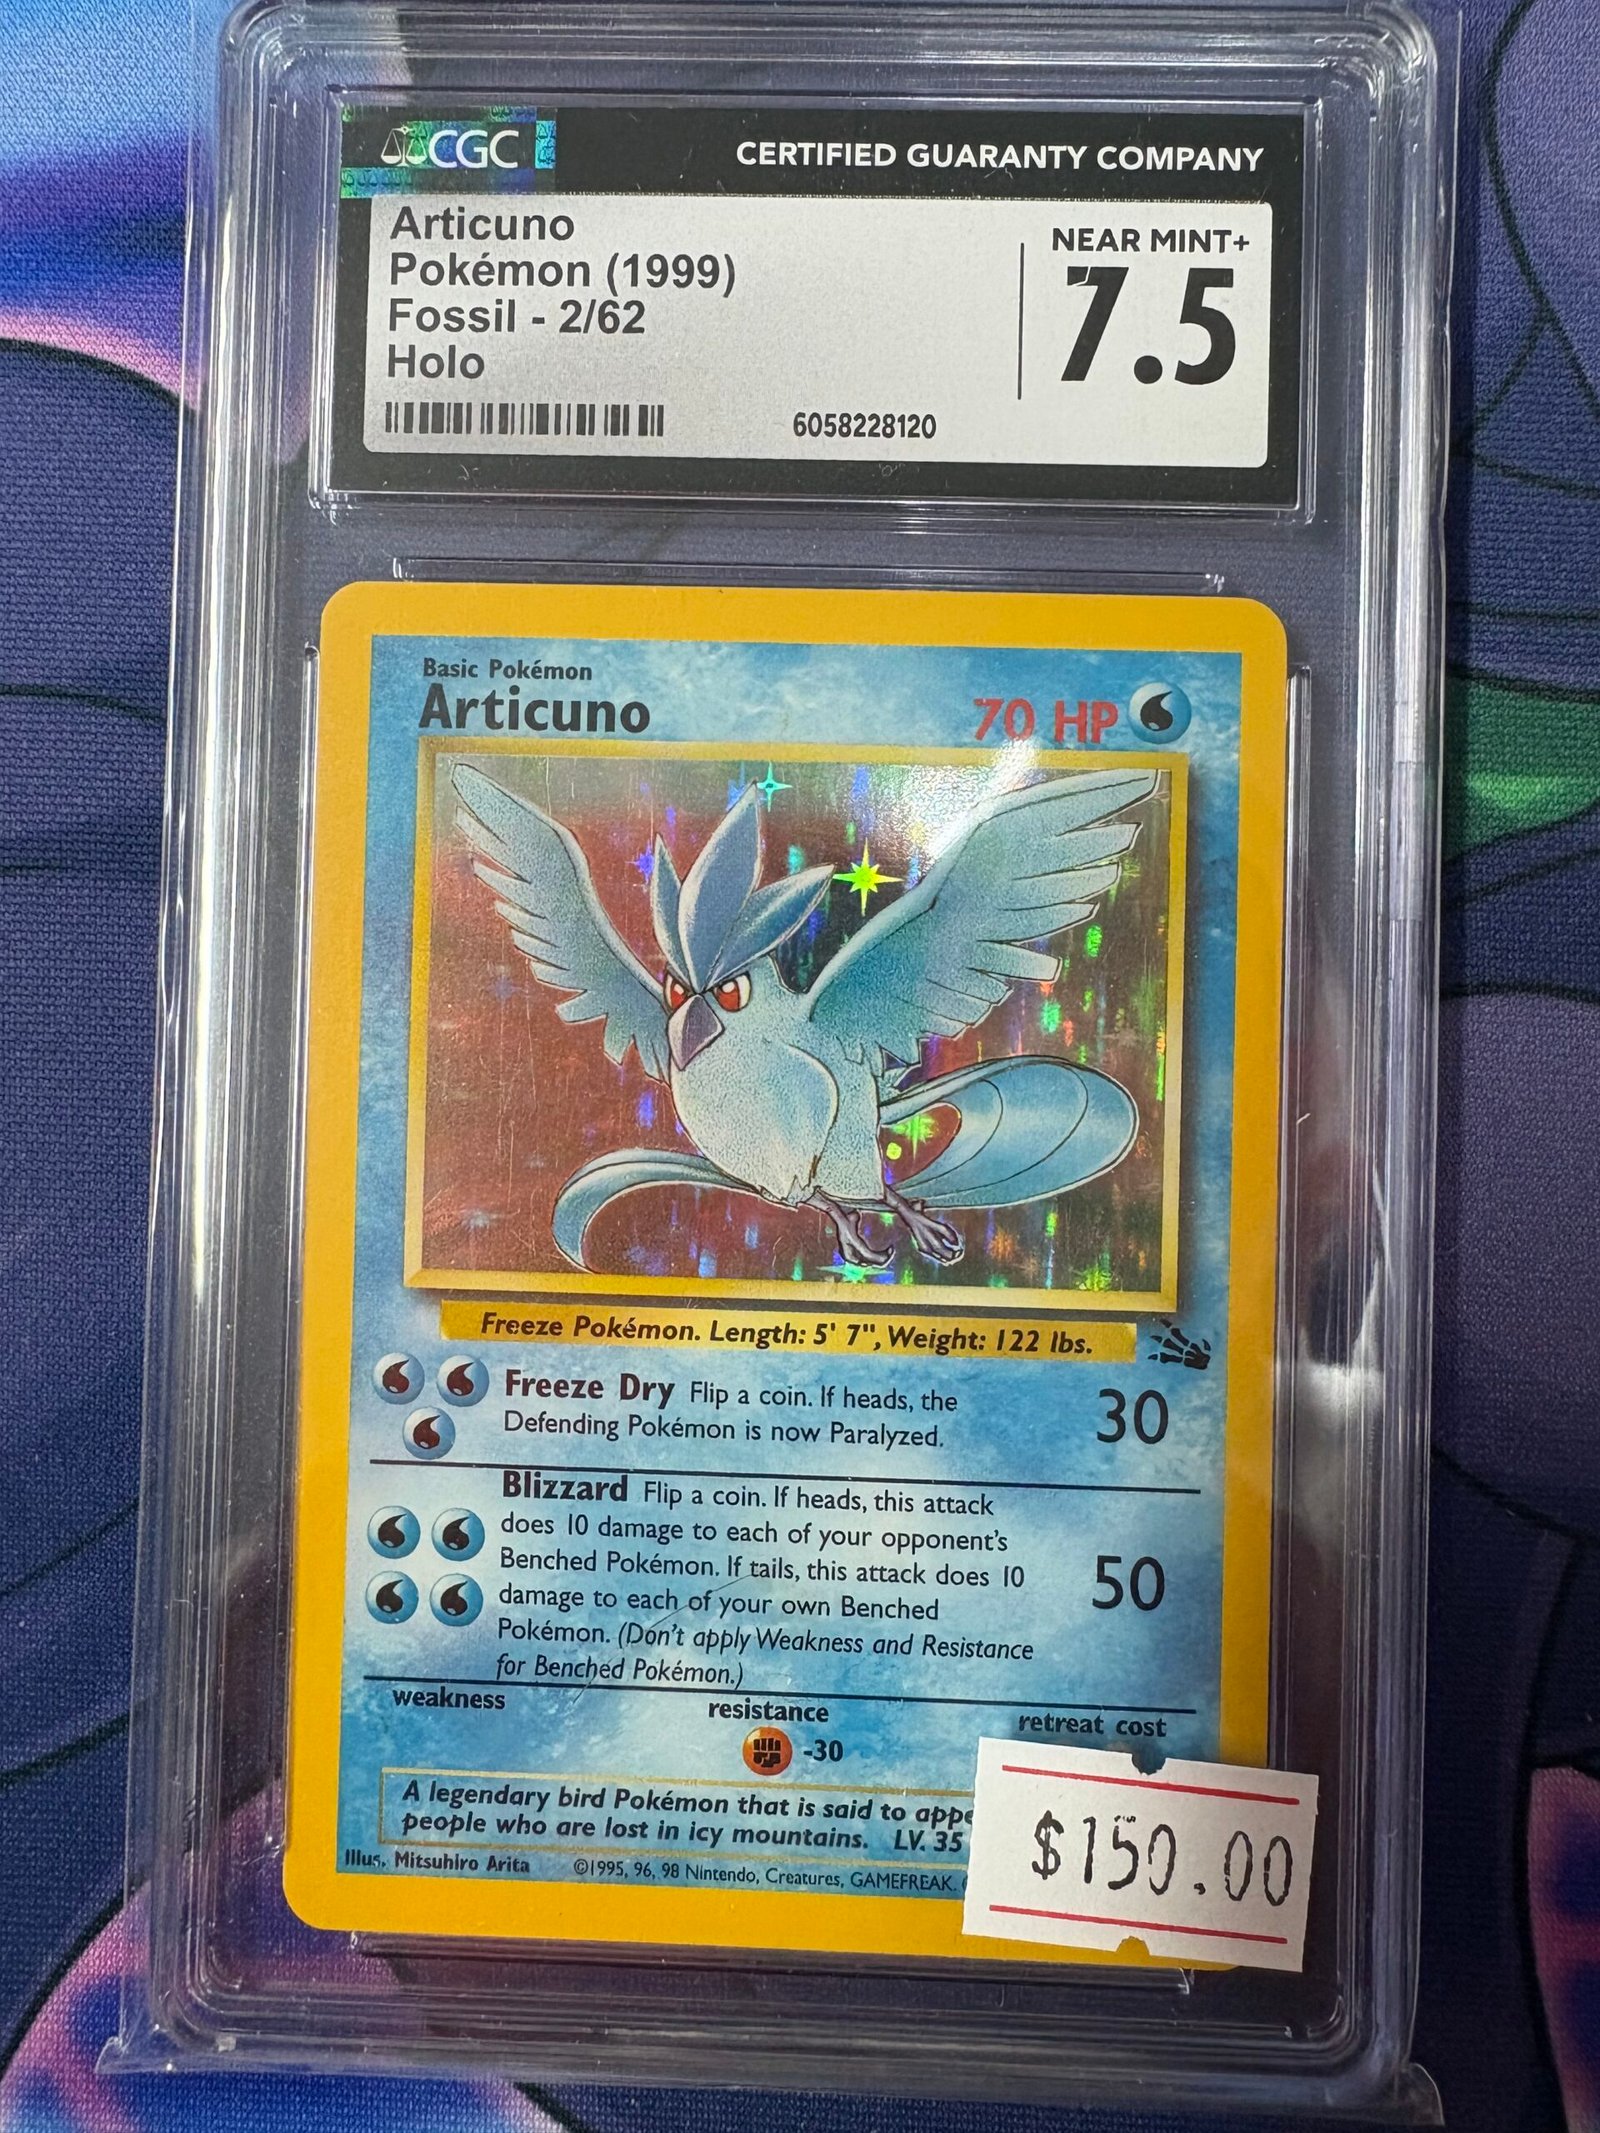 CGC
CERTIFIED GUARANTY COMPANY
Articuno
Pokémon (1999)
Fossil - 2/62
Holo
NEAR MINT+
7.5
6058228120
Basic Pokémon
Articuno
70 HP
Freeze Pokémon. Length: 5' 7", Weight: 122 lbs.
Freeze Dry Flip a coin. If heads, the
Defending Pokémon is now Paralyzed.
30
Blizzard Flip a coin. If heads, this attack
does 10 damage to each of your opponent's
Benched Pokémon. If tails, this attack does 10
damage to each of your own Benched
Pokémon. (Don't apply Weakness and Resistance
for Benched Pokémon.)
50
weakness
resistance
retreat cost
-30
A legendary bird Pokémon that is said to appe
people who are lost in icy mountains. LV. 35
Illus. Mitsuhiro Arita
©1995, 96, 98 Nintendo, Creatures, GAMEFREAK.
$150.00